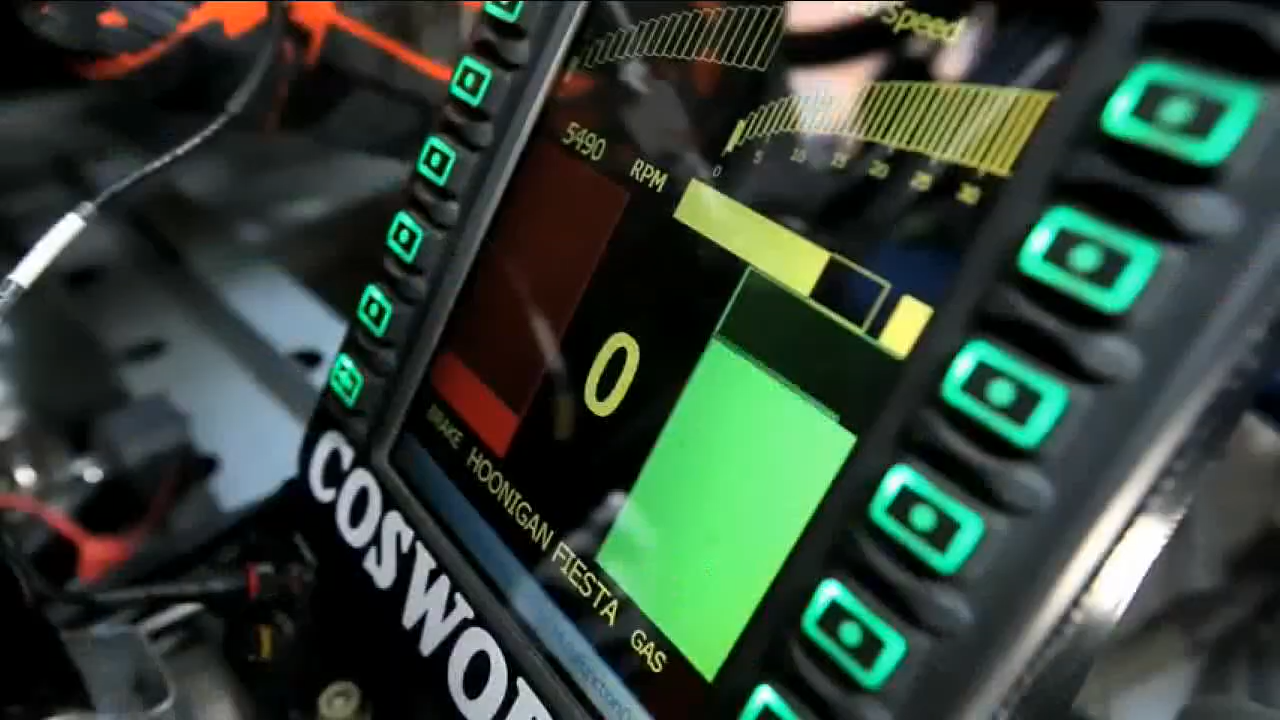 Speed
0 5 10 15 20 25 30
5490 RPM
0
BRAKE HOONIGAN FIESTA GAS
COSWO